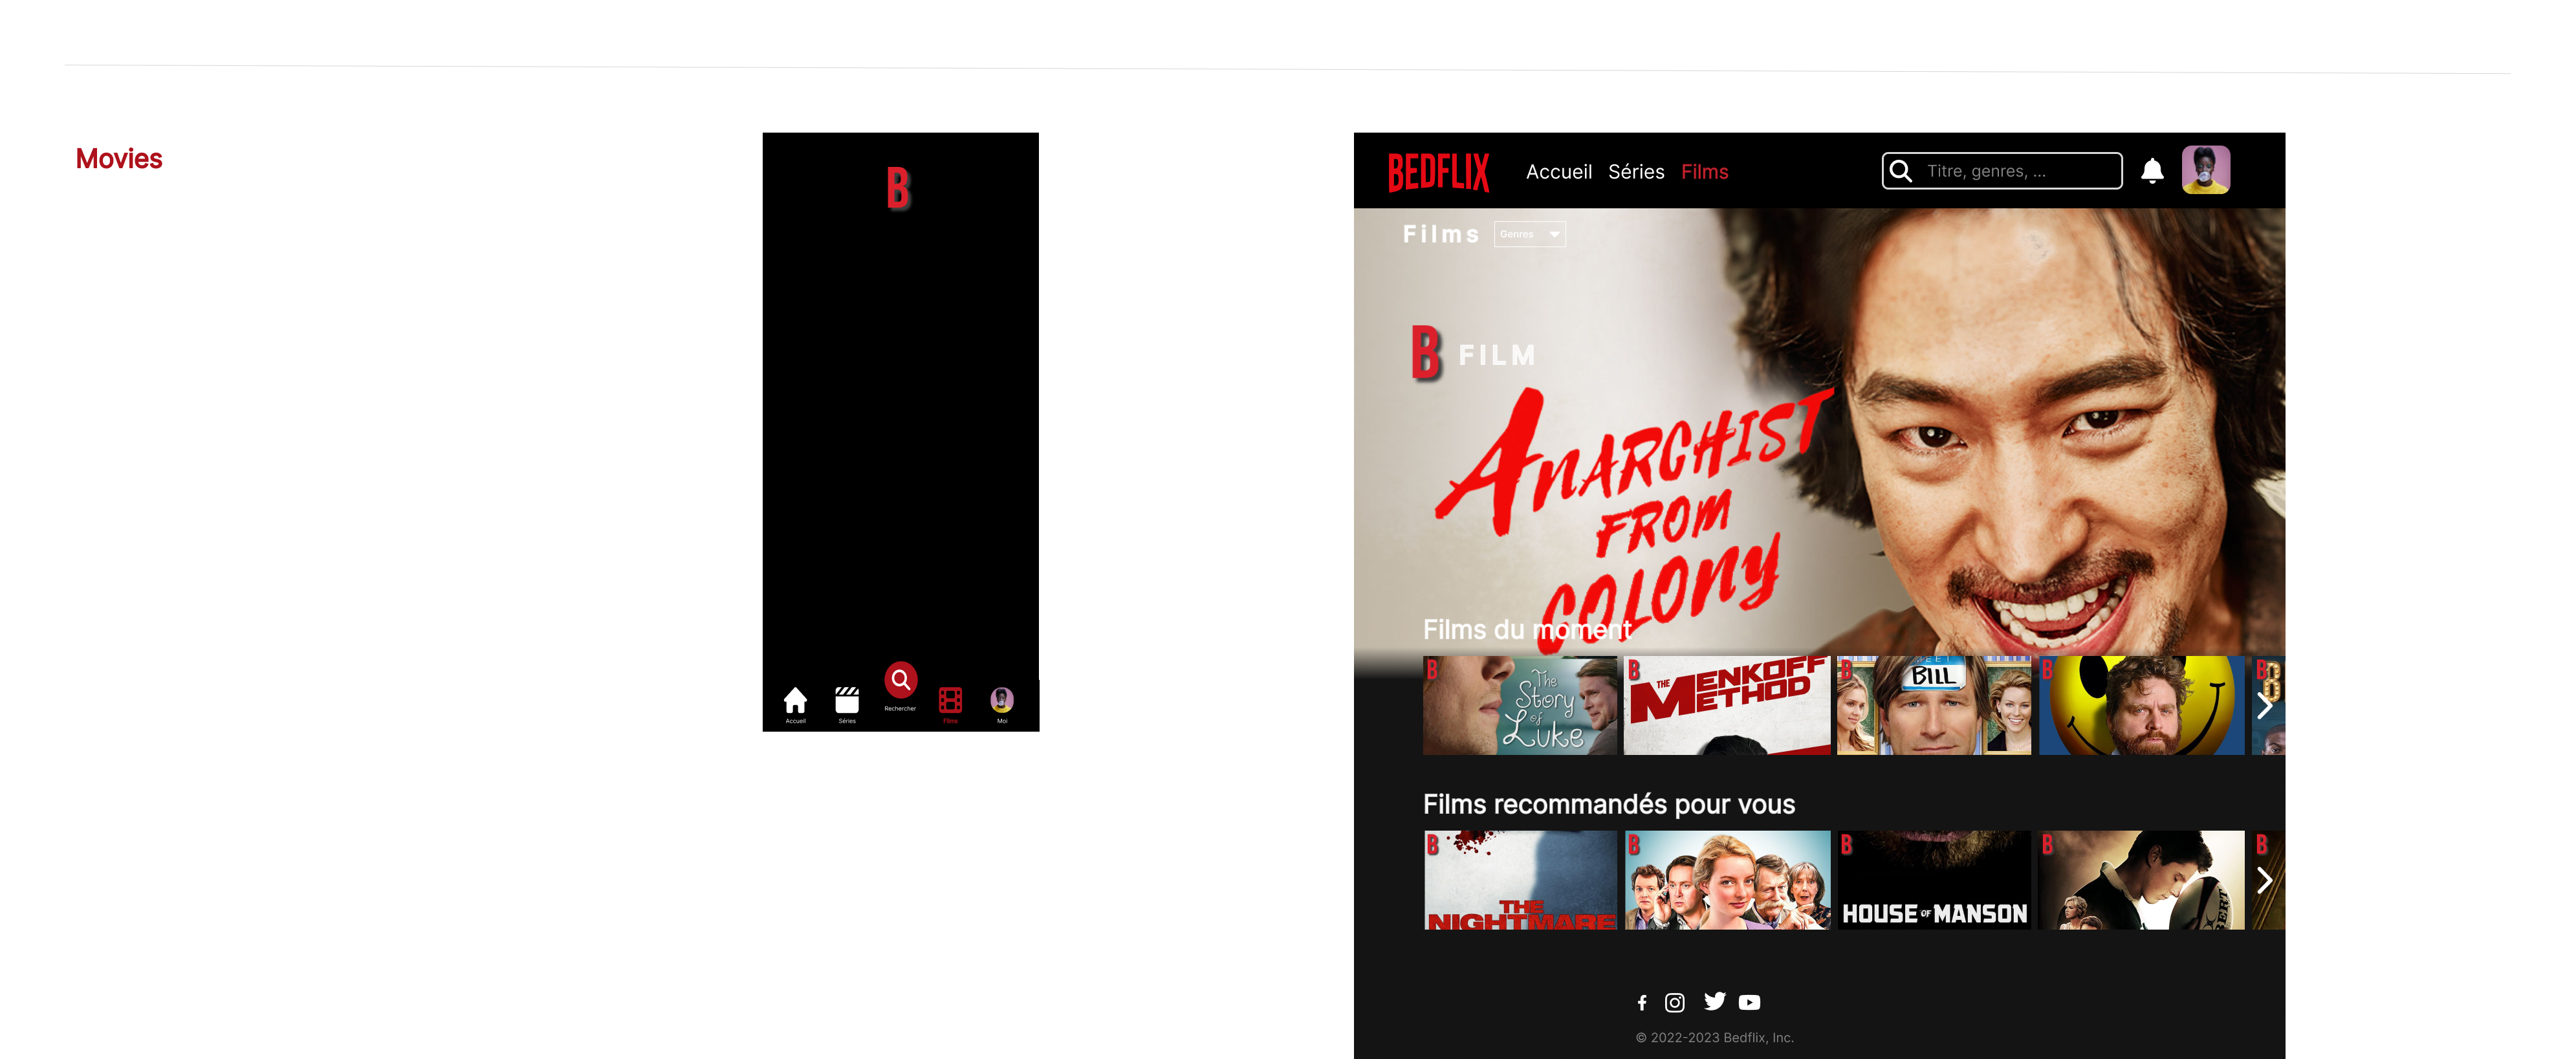 Movies
B
Accueil
Séries
Rechercher
Films
Moi
BEDFLIX Accueil Séries Films Titre, genres, ...
Films Genres
B FILM
ANARCHIST
FROM
COLONY
Films du moment
B The
Story
of
Luke
B THE MENKOFF
METHOD
B MEET
BILL
B
B B
Films recommandés pour vous
B THE
NIGHTMARE
B
B HOUSE OF MANSON
B
B
© 2022-2023 Bedflix, Inc.